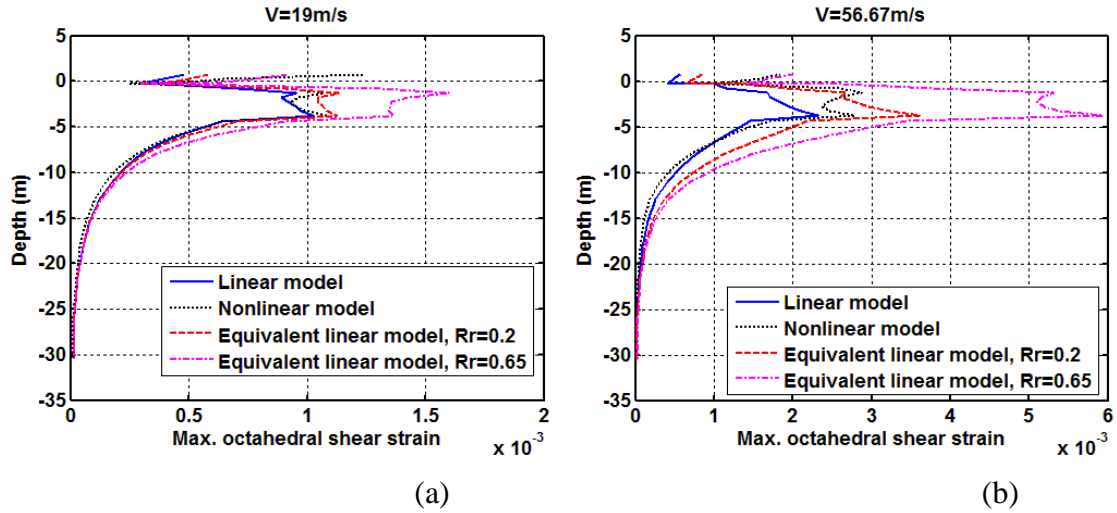 V=19m/s
5
0
-5
-10
-15
-20
-25
-30
-35
Depth (m)
Linear model
Nonlinear model
Equivalent linear model, Rr=0.2
Equivalent linear model, Rr=0.65
0
0.5
1
1.5
2
Max. octahedral shear strain
x 10-3
(a)
V=56.67m/s
5
0
-5
-10
-15
-20
-25
-30
-35
Depth (m)
Linear model
Nonlinear model
Equivalent linear model, Rr=0.2
Equivalent linear model, Rr=0.65
0
1
2
3
4
5
6
Max. octahedral shear strain
x 10-3
(b)